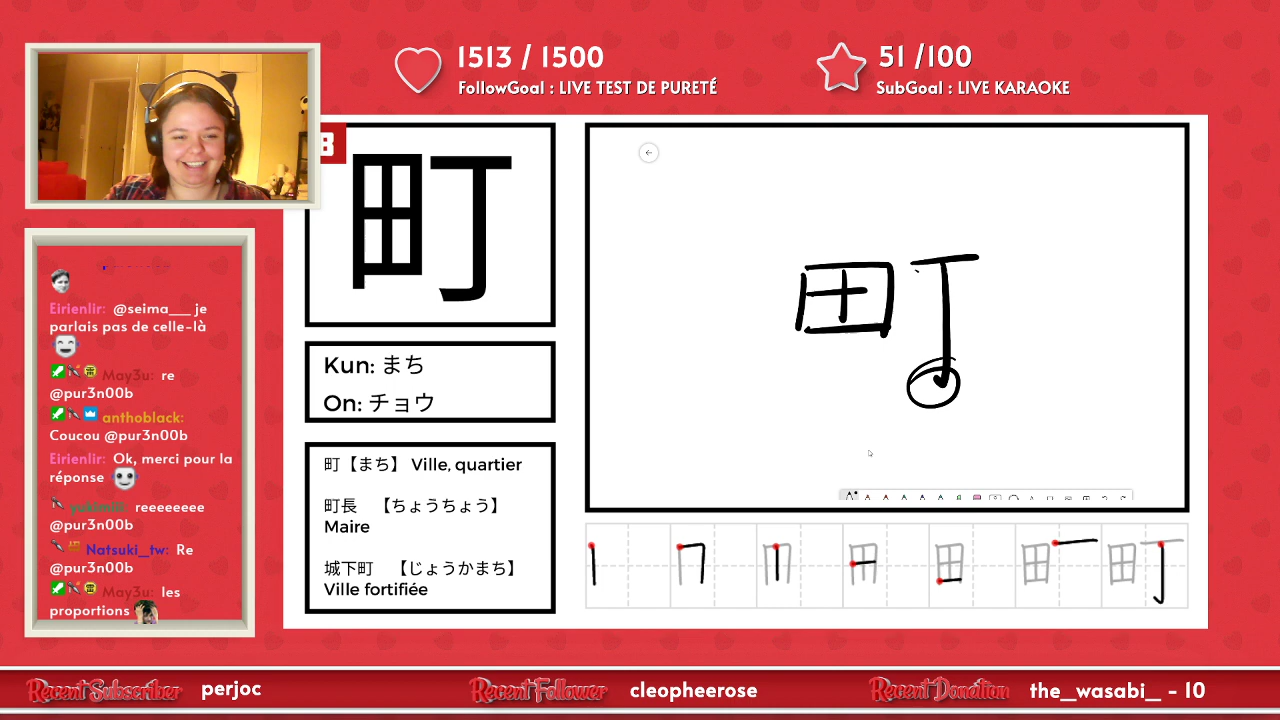 1513 / 1500
FollowGoal : LIVE TEST DE PURETÉ
51 /100
SubGoal : LIVE KARAOKE
町
Kun: まち
On: チョウ
町【まち】 Ville, quartier
町長 【ちょうちょう】
Maire
城下町 【じょうかまち】
Ville fortifiée
町
Eirienlir: @seima___ je
parlais pas de celle-là
May3u: re
@pur3n00b
anthoblack:
Coucou @pur3n00b
Eirienlir: Ok, merci pour la
réponse
reeeeeeee
@pur3n00b
Natsuki_tw: Re
@pur3n00b
May3u: les
proportions
Recent Subscriber perjoc
Recent Follower cleopheerose
Recent Donation the_wasabi_ - 10